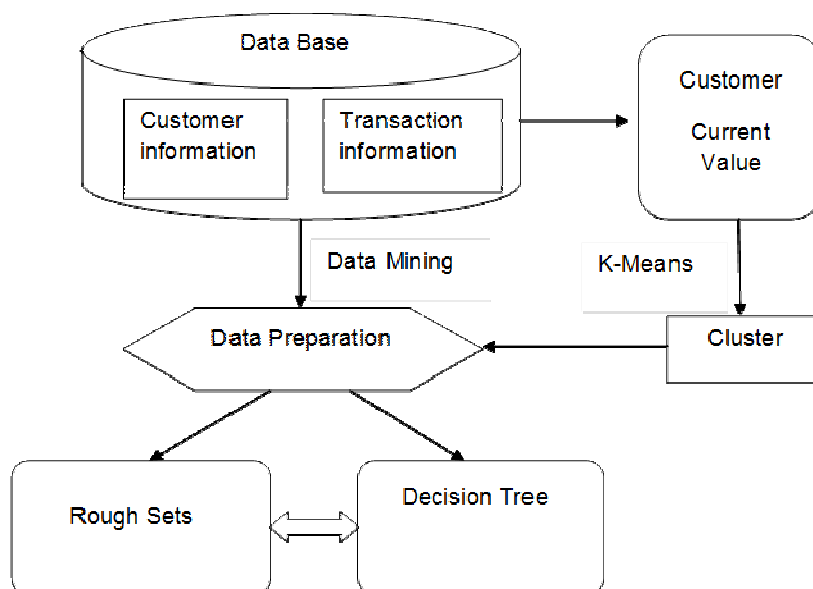 Data Base
Customer
information
Transaction
information
Customer
Current
Value
Data Mining
K-Means
Data Preparation
Cluster
Rough Sets
Decision Tree